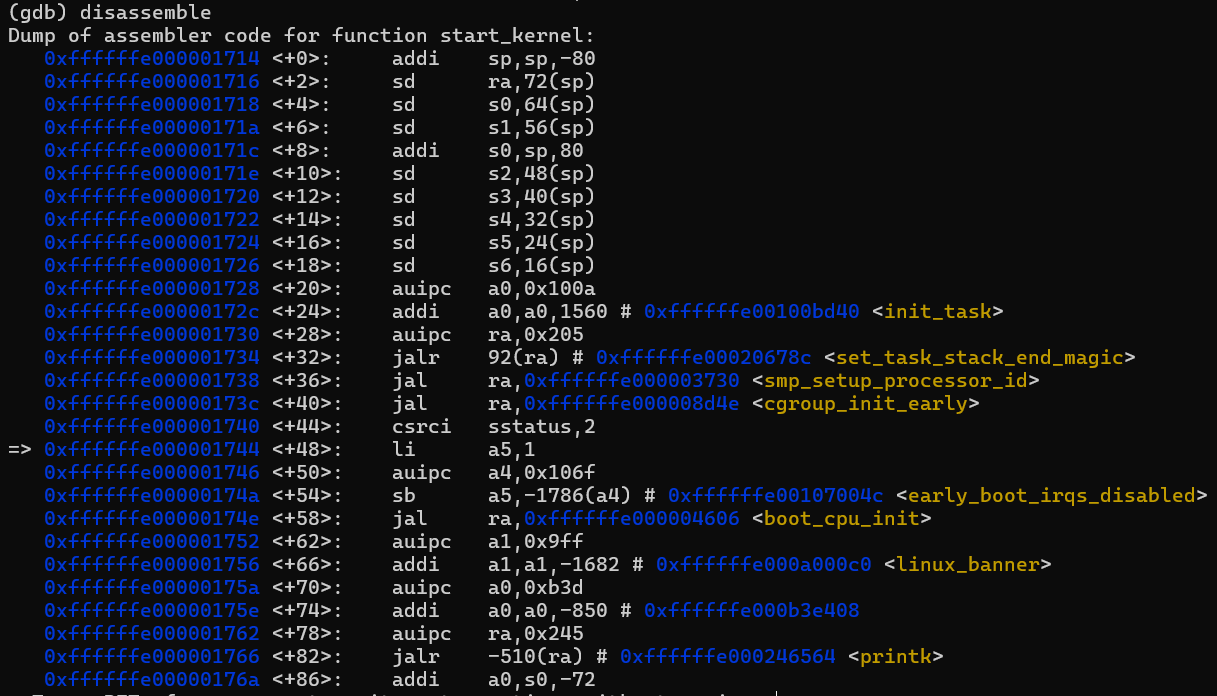 (gdb) disassemble
Dump of assembler code for function start_kernel:
   0xffffffe000001714 <+0>:     addi    sp,sp,-80
   0xffffffe000001716 <+2>:     sd      ra,72(sp)
   0xffffffe000001718 <+4>:     sd      s0,64(sp)
   0xffffffe00000171a <+6>:     sd      s1,56(sp)
   0xffffffe00000171c <+8>:     addi    s0,sp,80
   0xffffffe00000171e <+10>:    sd      s2,48(sp)
   0xffffffe000001720 <+12>:    sd      s3,40(sp)
   0xffffffe000001722 <+14>:    sd      s4,32(sp)
   0xffffffe000001724 <+16>:    sd      s5,24(sp)
   0xffffffe000001726 <+18>:    sd      s6,16(sp)
   0xffffffe000001728 <+20>:    auipc   a0,0x100a
   0xffffffe00000172c <+24>:    addi    a0,a0,1560 # 0xffffffe00100bd40 <init_task>
   0xffffffe000001730 <+28>:    auipc   ra,0x205
   0xffffffe000001734 <+32>:    jalr    92(ra) # 0xffffffe00020678c <set_task_stack_end_magic>
   0xffffffe000001738 <+36>:    jal     ra,0xffffffe000003730 <smp_setup_processor_id>
   0xffffffe00000173c <+40>:    jal     ra,0xffffffe000008d4e <cgroup_init_early>
   0xffffffe000001740 <+44>:    csrci   sstatus,2
=> 0xffffffe000001744 <+48>:    li      a5,1
   0xffffffe000001746 <+50>:    auipc   a4,0x106f
   0xffffffe00000174a <+54>:    sb      a5,-1786(a4) # 0xffffffe00107004c <early_boot_irqs_disabled>
   0xffffffe00000174e <+58>:    jal     ra,0xffffffe000004606 <boot_cpu_init>
   0xffffffe000001752 <+62>:    auipc   a1,0x9ff
   0xffffffe000001756 <+66>:    addi    a1,a1,-1682 # 0xffffffe000a000c0 <linux_banner>
   0xffffffe00000175a <+70>:    auipc   a0,0xb3d
   0xffffffe00000175e <+74>:    addi    a0,a0,-850 # 0xffffffe000b3e408
   0xffffffe000001762 <+78>:    auipc   ra,0x245
   0xffffffe000001766 <+82>:    jalr    -510(ra) # 0xffffffe000246564 <printk>
   0xffffffe00000176a <+86>:    addi    a0,s0,-72